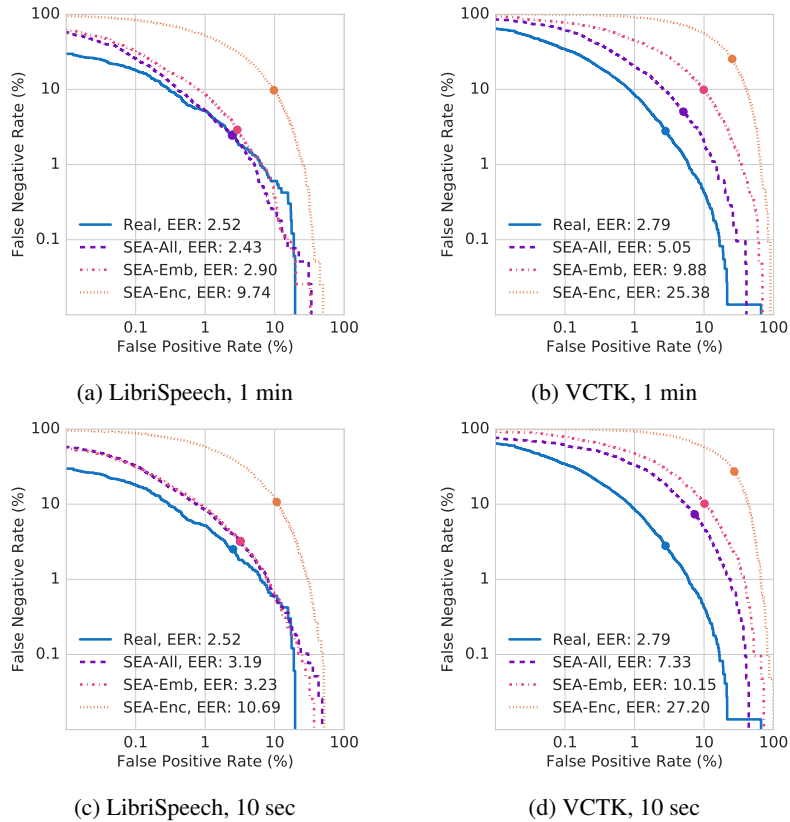 100
10
1
0.1
False Negative Rate (%)
Real, EER: 2.52
SEA-All, EER: 2.43
SEA-Emb, EER: 2.90
SEA-Enc, EER: 9.74
0.1 1 10 100
False Positive Rate (%)
(a) LibriSpeech, 1 min
100
10
1
0.1
False Negative Rate (%)
Real, EER: 2.79
SEA-All, EER: 5.05
SEA-Emb, EER: 9.88
SEA-Enc, EER: 25.38
0.1 1 10 100
False Positive Rate (%)
(b) VCTK, 1 min
100
10
1
0.1
False Negative Rate (%)
Real, EER: 2.52
SEA-All, EER: 3.19
SEA-Emb, EER: 3.23
SEA-Enc, EER: 10.69
0.1 1 10 100
False Positive Rate (%)
(c) LibriSpeech, 10 sec
100
10
1
0.1
False Negative Rate (%)
Real, EER: 2.79
SEA-All, EER: 7.33
SEA-Emb, EER: 10.15
SEA-Enc, EER: 27.20
0.1 1 10 100
False Positive Rate (%)
(d) VCTK, 10 sec